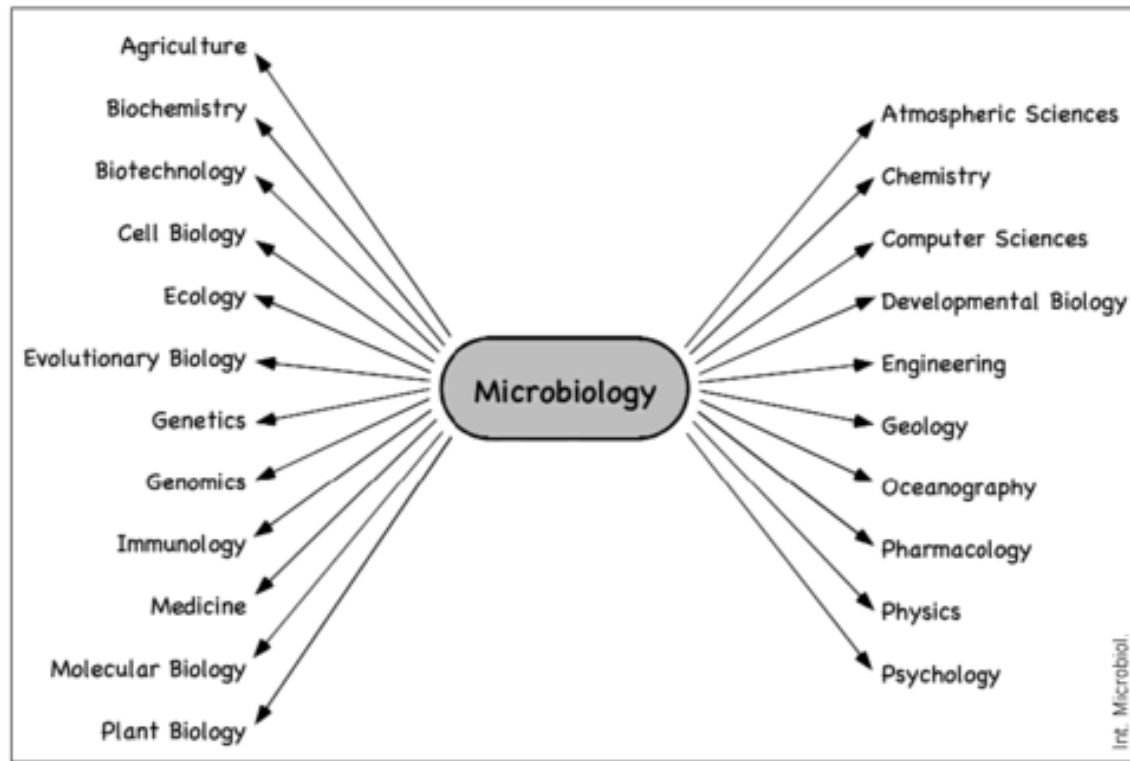 Agriculture
Biochemistry
Biotechnology
Cell Biology
Ecology
Evolutionary Biology
Genetics
Genomics
Immunology
Medicine
Molecular Biology
Plant Biology
Microbiology
Atmospheric Sciences
Chemistry
Computer Sciences
Developmental Biology
Engineering
Geology
Oceanography
Pharmacology
Physics
Psychology
Int. Microbiol.